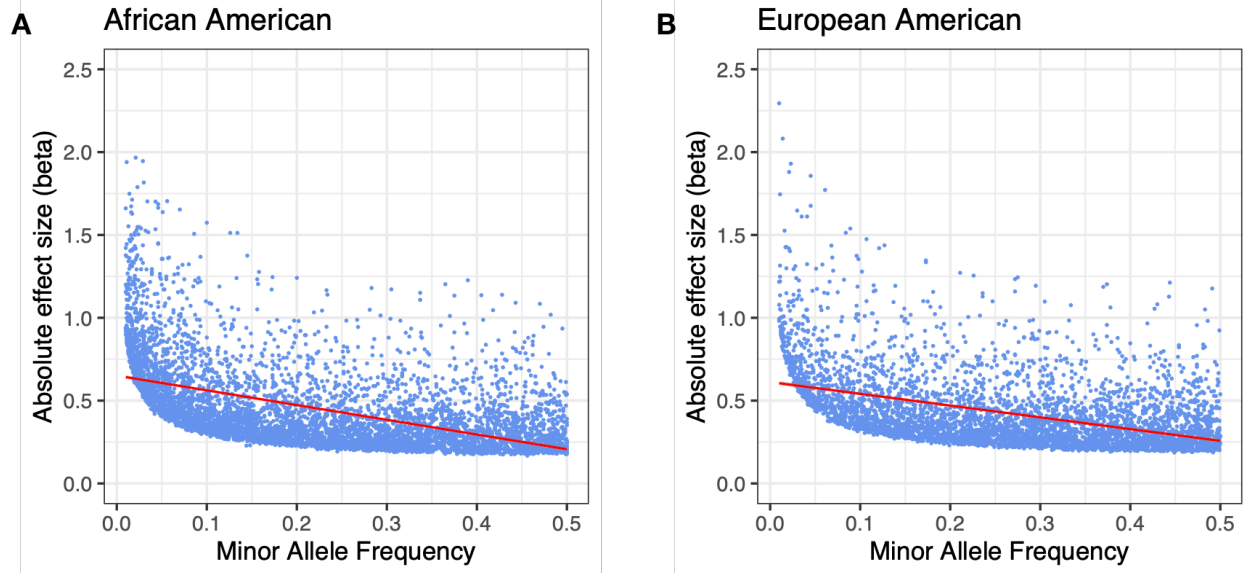 A African American
Absolute effect size (beta)
2.5
2.0
1.5
1.0
0.5
0.0
0.0 0.1 0.2 0.3 0.4 0.5
Minor Allele Frequency
B European American
Absolute effect size (beta)
2.5
2.0
1.5
1.0
0.5
0.0
0.0 0.1 0.2 0.3 0.4 0.5
Minor Allele Frequency